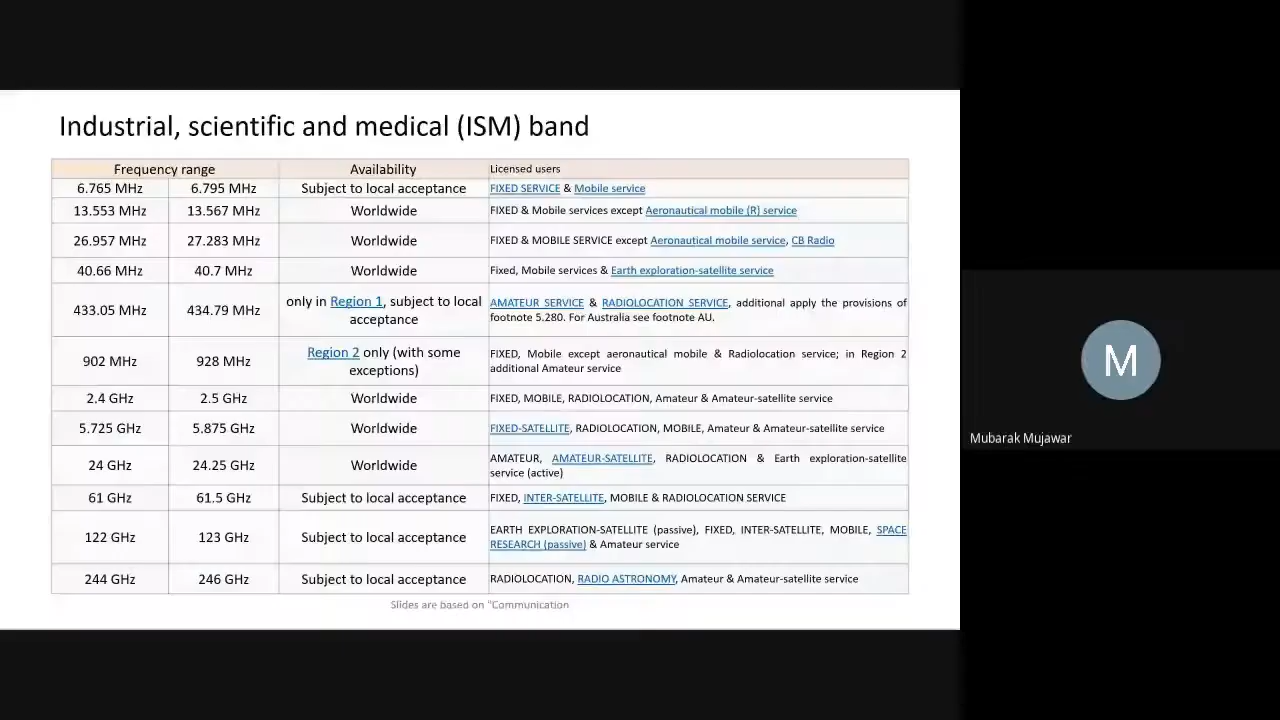 Industrial, scientific and medical (ISM) band
Frequency range Availability Licensed users
6.765 MHz 6.795 MHz Subject to local acceptance FIXED SERVICE & Mobile service
13.553 MHz 13.567 MHz Worldwide FIXED & Mobile services except Aeronautical mobile (R) service
26.957 MHz 27.283 MHz Worldwide FIXED & MOBILE SERVICE except Aeronautical mobile service, CB Radio
40.66 MHz 40.7 MHz Worldwide Fixed, Mobile services & Earth exploration-satellite service
433.05 MHz 434.79 MHz only in Region 1, subject to local
acceptance
AMATEUR SERVICE & RADIOLOCATION SERVICE, additional apply the provisions of
footnote 5.280. For Australia see footnote AU.
902 MHz 928 MHz Region 2 only (with some
exceptions)
FIXED, Mobile except aeronautical mobile & Radiolocation service; in Region 2
additional Amateur service
2.4 GHz 2.5 GHz Worldwide FIXED, MOBILE, RADIOLOCATION, Amateur & Amateur-satellite service
5.725 GHz 5.875 GHz Worldwide FIXED-SATELLITE, RADIOLOCATION, MOBILE, Amateur & Amateur-satellite service
24 GHz 24.25 GHz Worldwide AMATEUR, AMATEUR-SATELLITE, RADIOLOCATION & Earth exploration-satellite
service (active)
61 GHz 61.5 GHz Subject to local acceptance FIXED, INTER-SATELLITE, MOBILE & RADIOLOCATION SERVICE
122 GHz 123 GHz Subject to local acceptance EARTH EXPLORATION-SATELLITE (passive), FIXED, INTER-SATELLITE, MOBILE, SPACE
RESEARCH (passive) & Amateur service
244 GHz 246 GHz Subject to local acceptance RADIOLOCATION, RADIO ASTRONOMY, Amateur & Amateur-satellite service
Slides are based on "Communication
M
Mubarak Mujawar